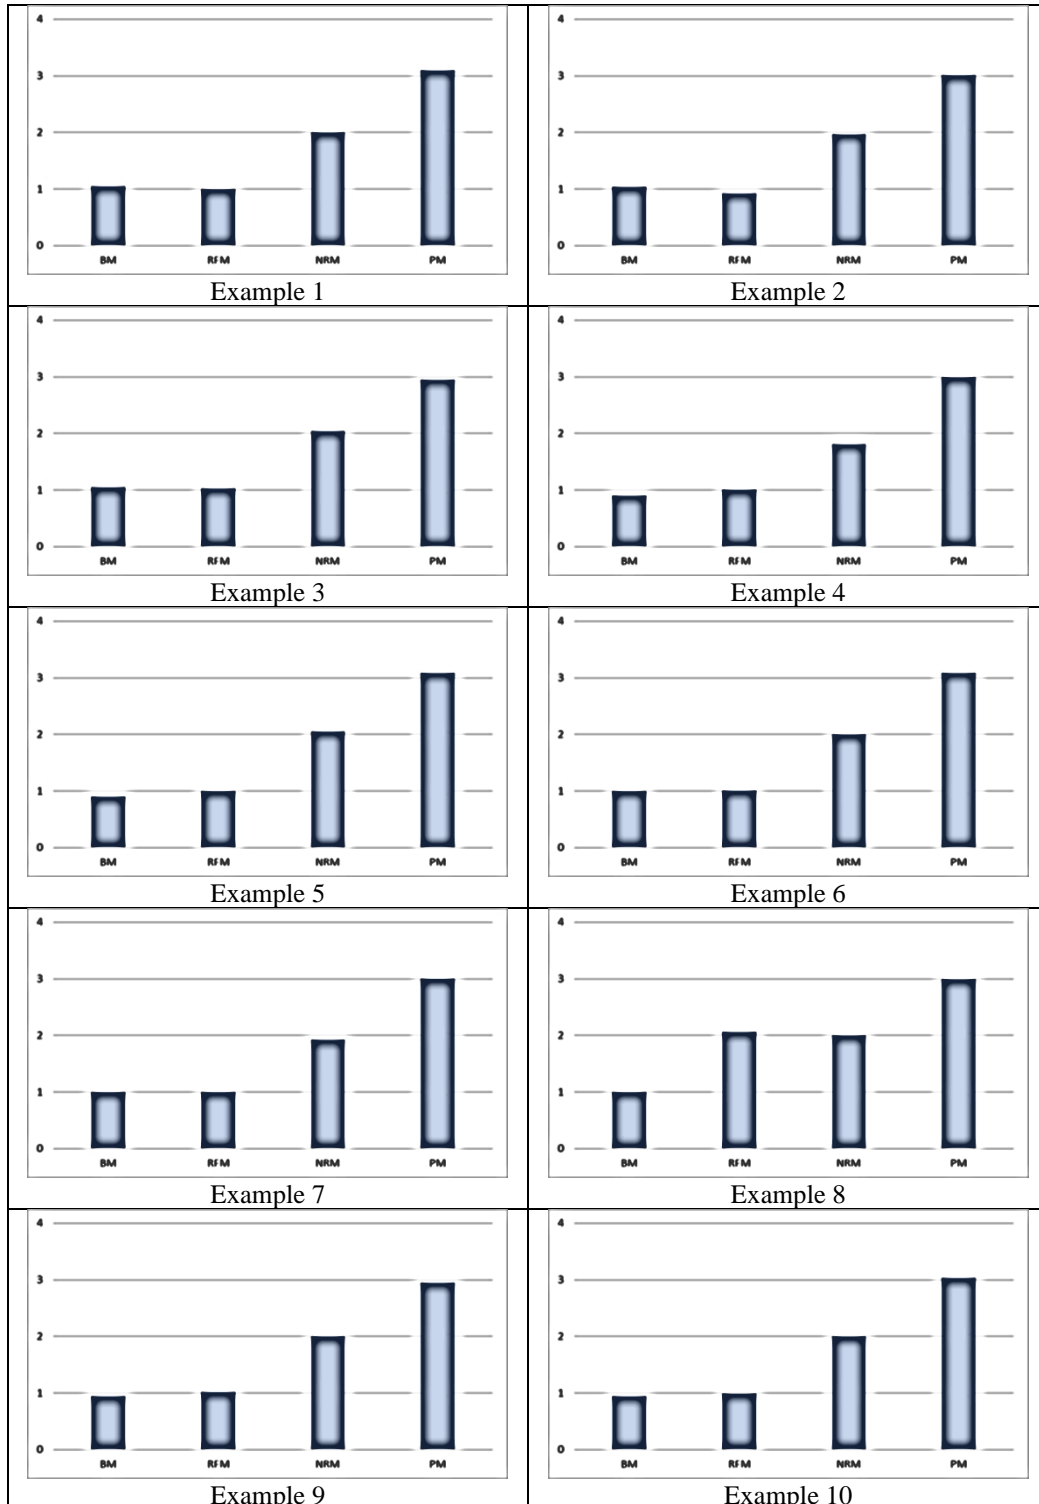 4 4
3 3
2 2
1 1
0 0
BM RFM NRM PM BM RFM NRM PM
Example 1 Example 2
4 4
3 3
2 2
1 1
0 0
BM RFM NRM PM BM RFM NRM PM
Example 3 Example 4
4 4
3 3
2 2
1 1
0 0
BM RFM NRM PM BM RFM NRM PM
Example 5 Example 6
4 4
3 3
2 2
1 1
0 0
BM RFM NRM PM BM RFM NRM PM
Example 7 Example 8
4 4
3 3
2 2
1 1
0 0
BM RFM NRM PM BM RFM NRM PM
Example 9 Example 10